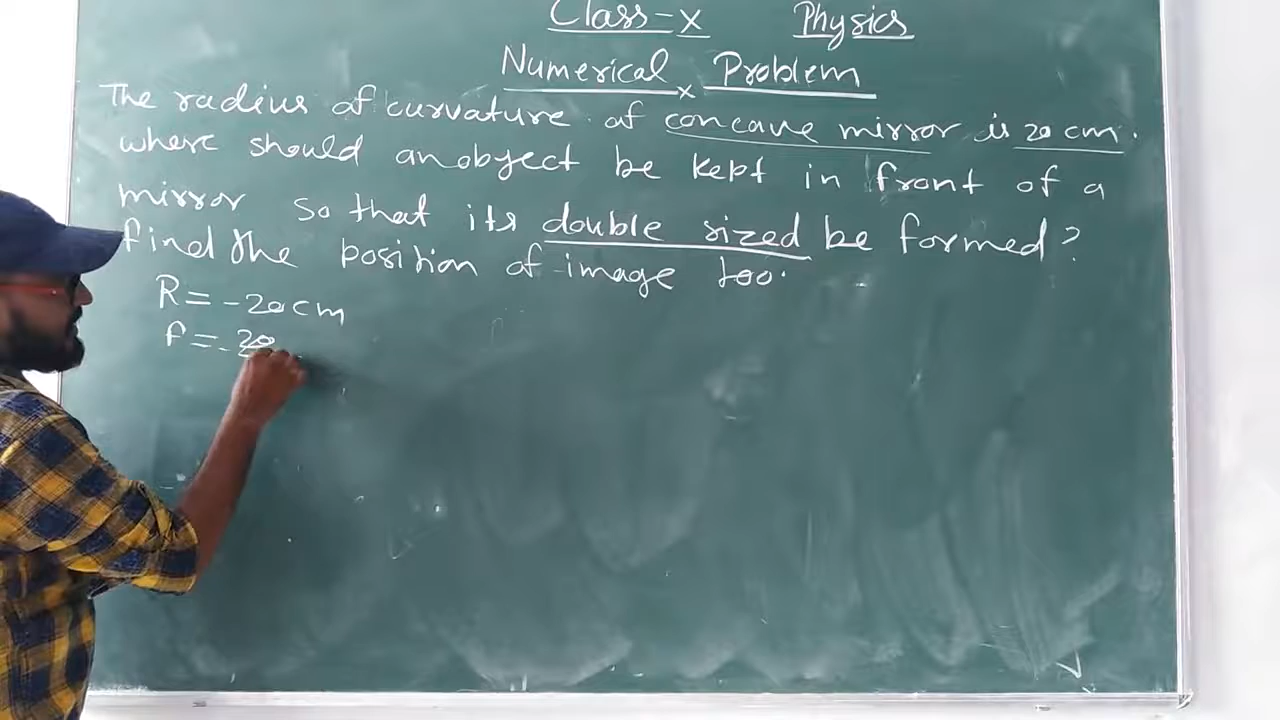 Class-X Physics
Numerical Problem
The radius of curvature of concave mirror is 20 cm.
where should an object be kept in front of a
mirror so that its double sized be formed?
find the position of image too.
R = -20cm
f = -20